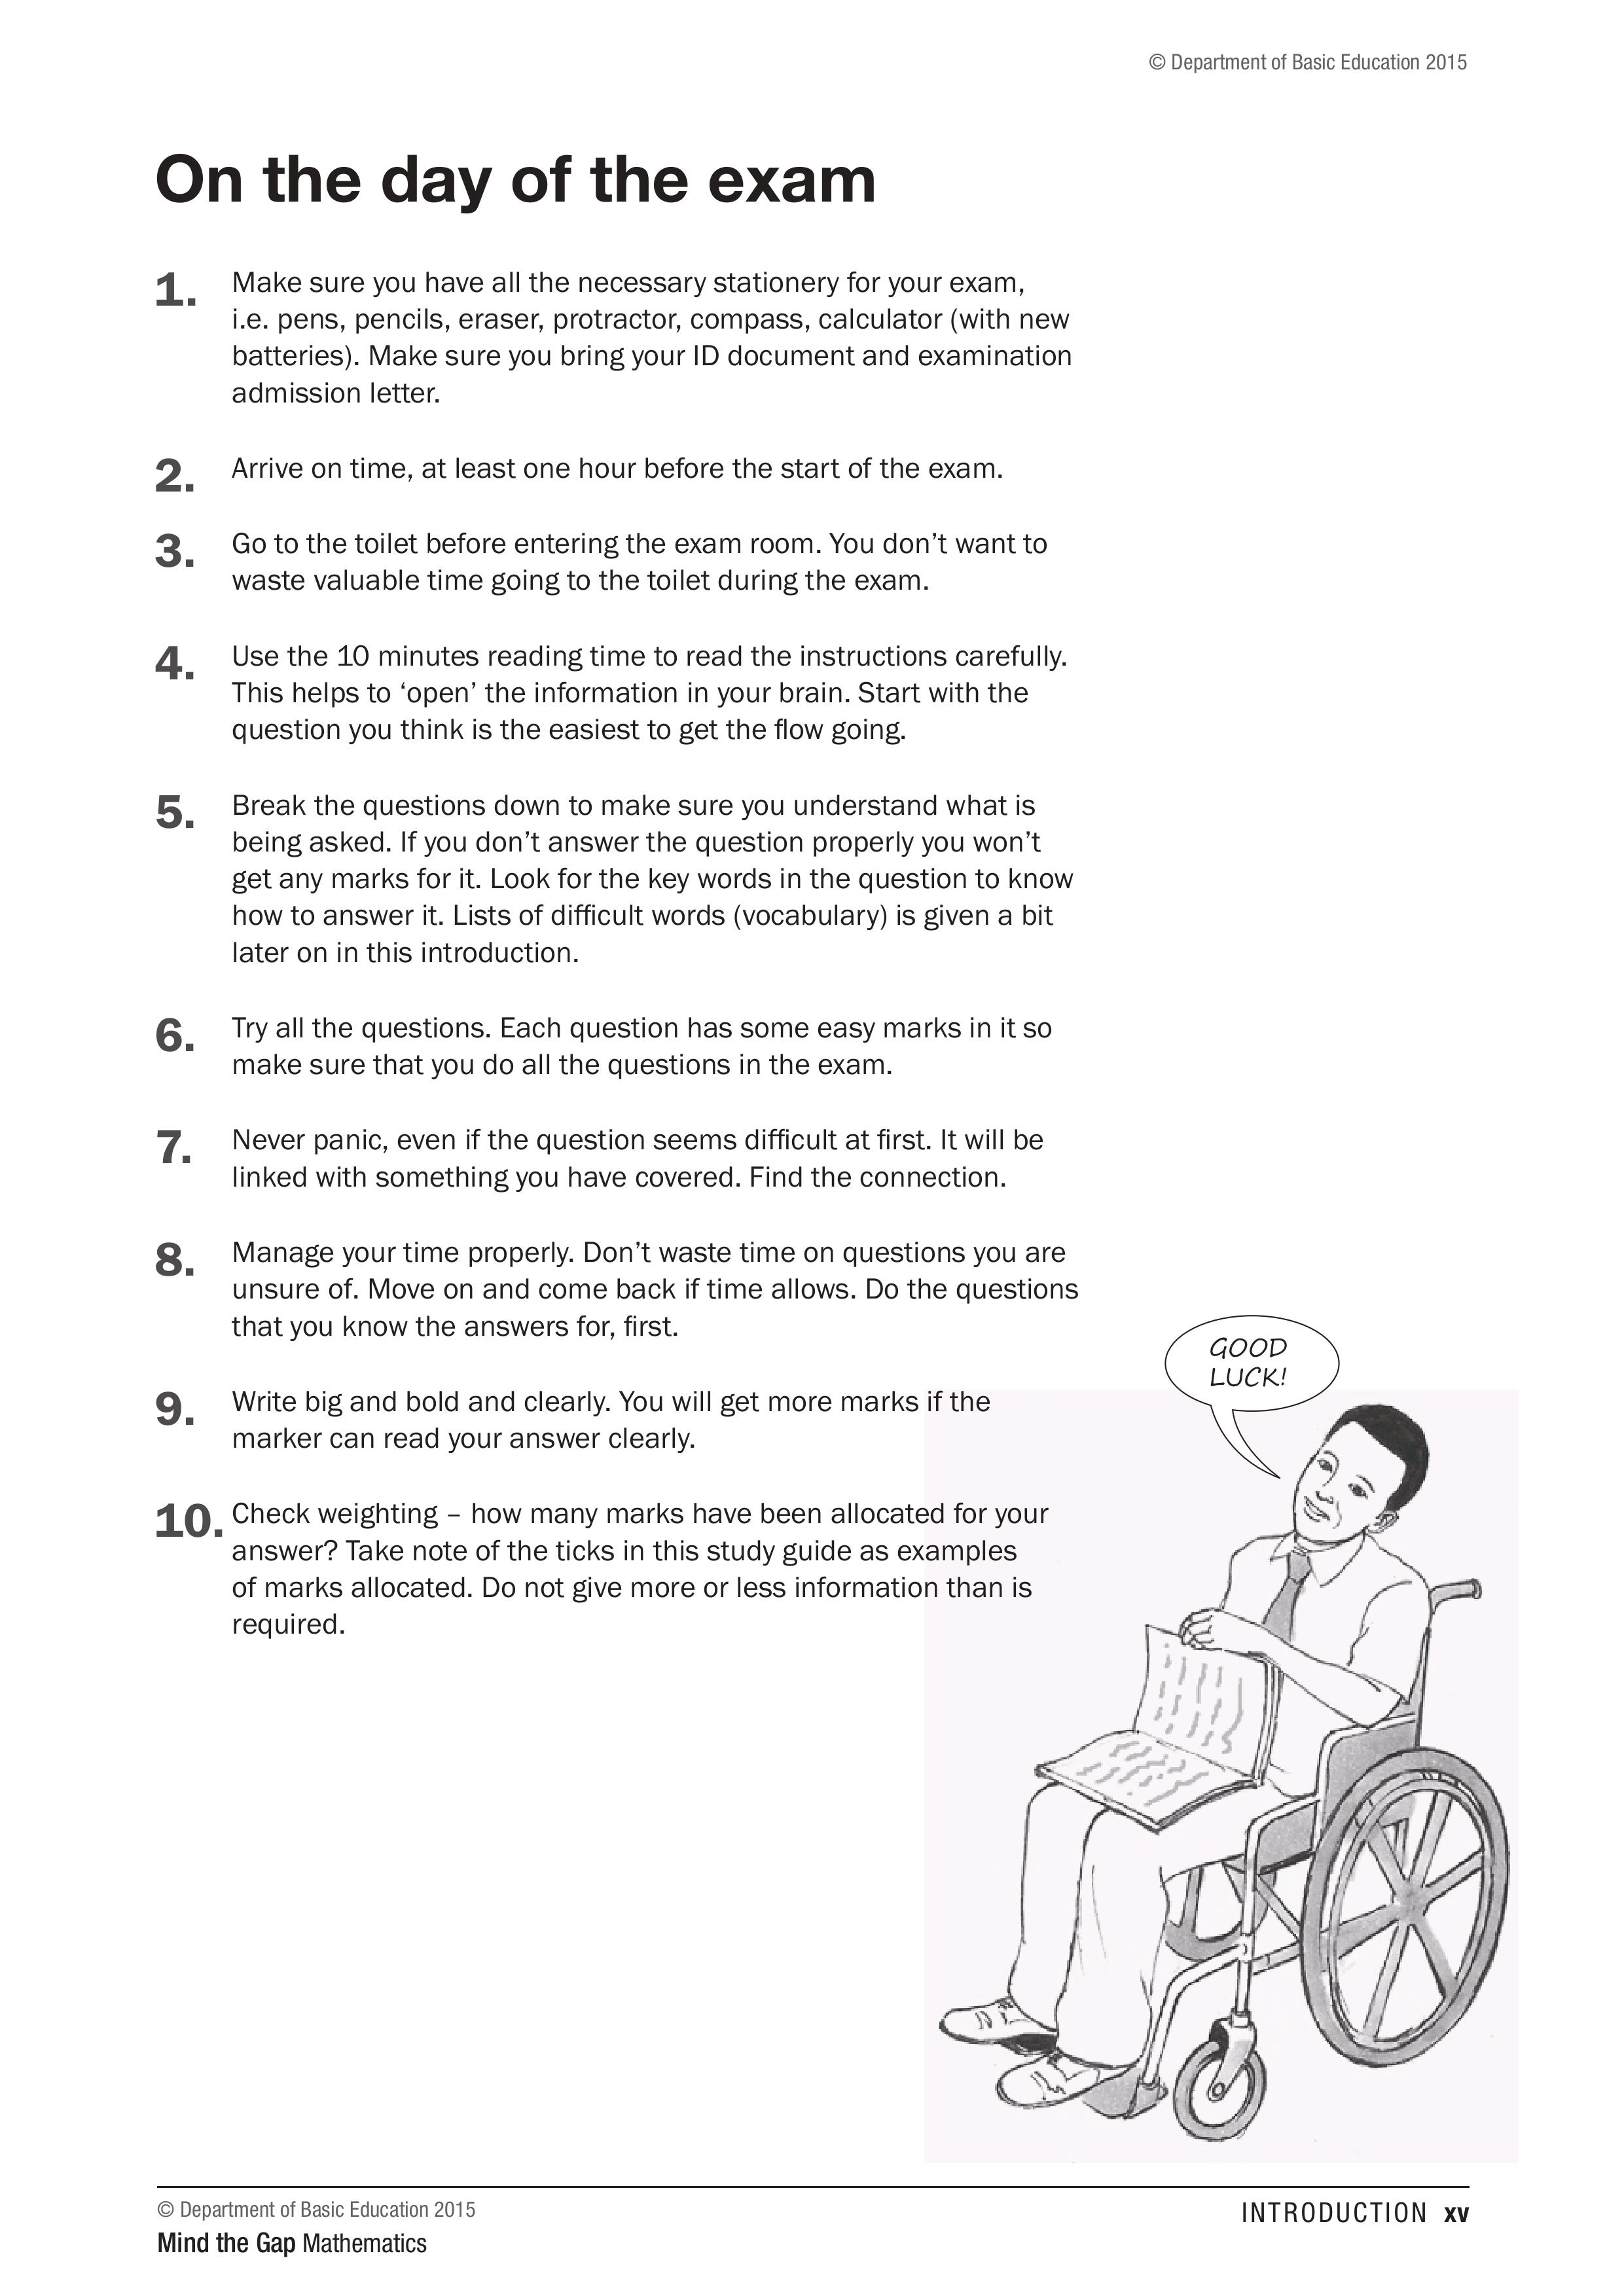 © Department of Basic Education 2015
On the day of the exam
1. Make sure you have all the necessary stationery for your exam,
i.e. pens, pencils, eraser, protractor, compass, calculator (with new
batteries). Make sure you bring your ID document and examination
admission letter.
2. Arrive on time, at least one hour before the start of the exam.
3. Go to the toilet before entering the exam room. You don’t want to
waste valuable time going to the toilet during the exam.
4. Use the 10 minutes reading time to read the instructions carefully.
This helps to ‘open’ the information in your brain. Start with the
question you think is the easiest to get the flow going.
5. Break the questions down to make sure you understand what is
being asked. If you don’t answer the question properly you won’t
get any marks for it. Look for the key words in the question to know
how to answer it. Lists of difficult words (vocabulary) is given a bit
later on in this introduction.
6. Try all the questions. Each question has some easy marks in it so
make sure that you do all the questions in the exam.
7. Never panic, even if the question seems difficult at first. It will be
linked with something you have covered. Find the connection.
8. Manage your time properly. Don’t waste time on questions you are
unsure of. Move on and come back if time allows. Do the questions
that you know the answers for, first.
9. Write big and bold and clearly. You will get more marks if the
marker can read your answer clearly.
10. Check weighting – how many marks have been allocated for your
answer? Take note of the ticks in this study guide as examples
of marks allocated. Do not give more or less information than is
required.
GOOD
LUCK!
© Department of Basic Education 2015
Mind the Gap Mathematics
INTRODUCTION xv